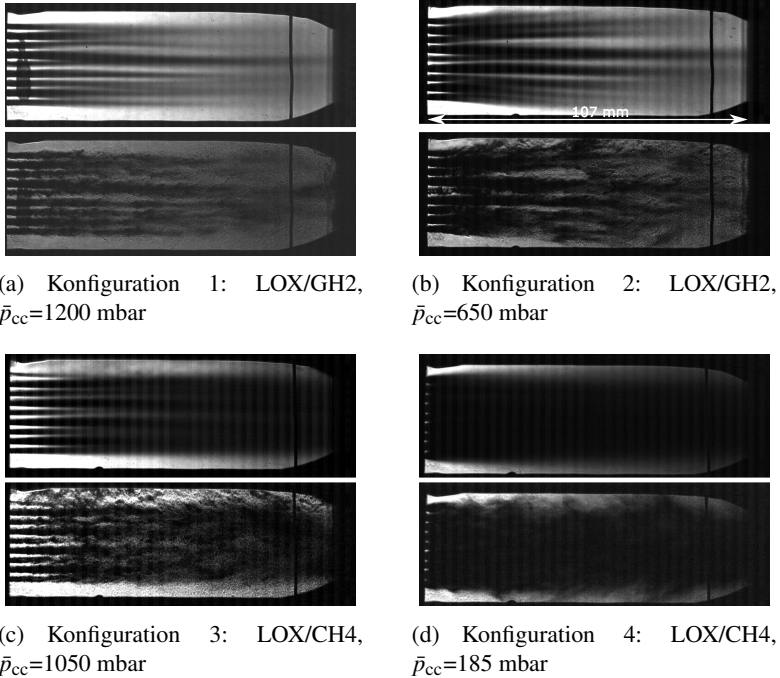 107 mm
(a) Konfiguration 1: LOX/GH2,
p̄cc=1200 mbar
(b) Konfiguration 2: LOX/GH2,
p̄cc=650 mbar
(c) Konfiguration 3: LOX/CH4,
p̄cc=1050 mbar
(d) Konfiguration 4: LOX/CH4,
p̄cc=185 mbar